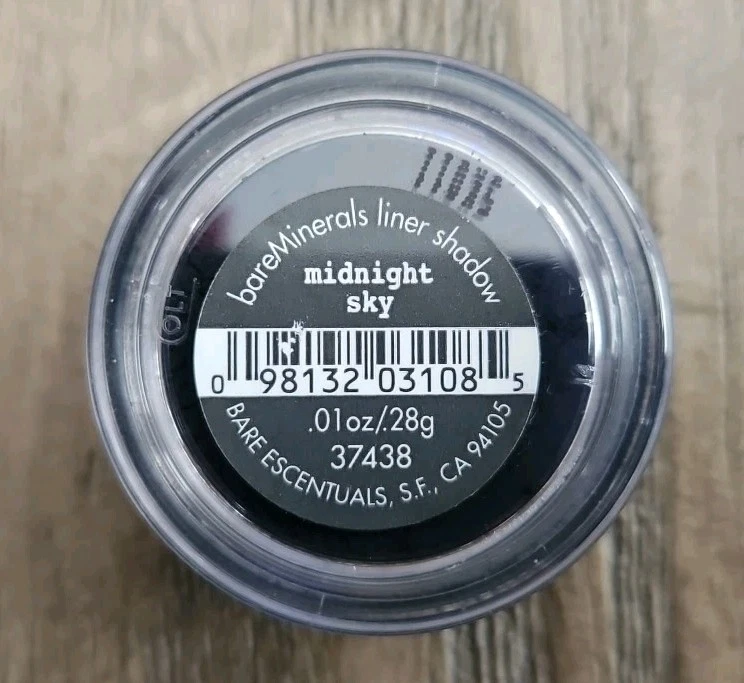 bareMinerals liner shadow
midnight
sky
0 98132 03108 5
.01oz/.28g
37438
BARE ESCENTUALS, S.F., CA 94105